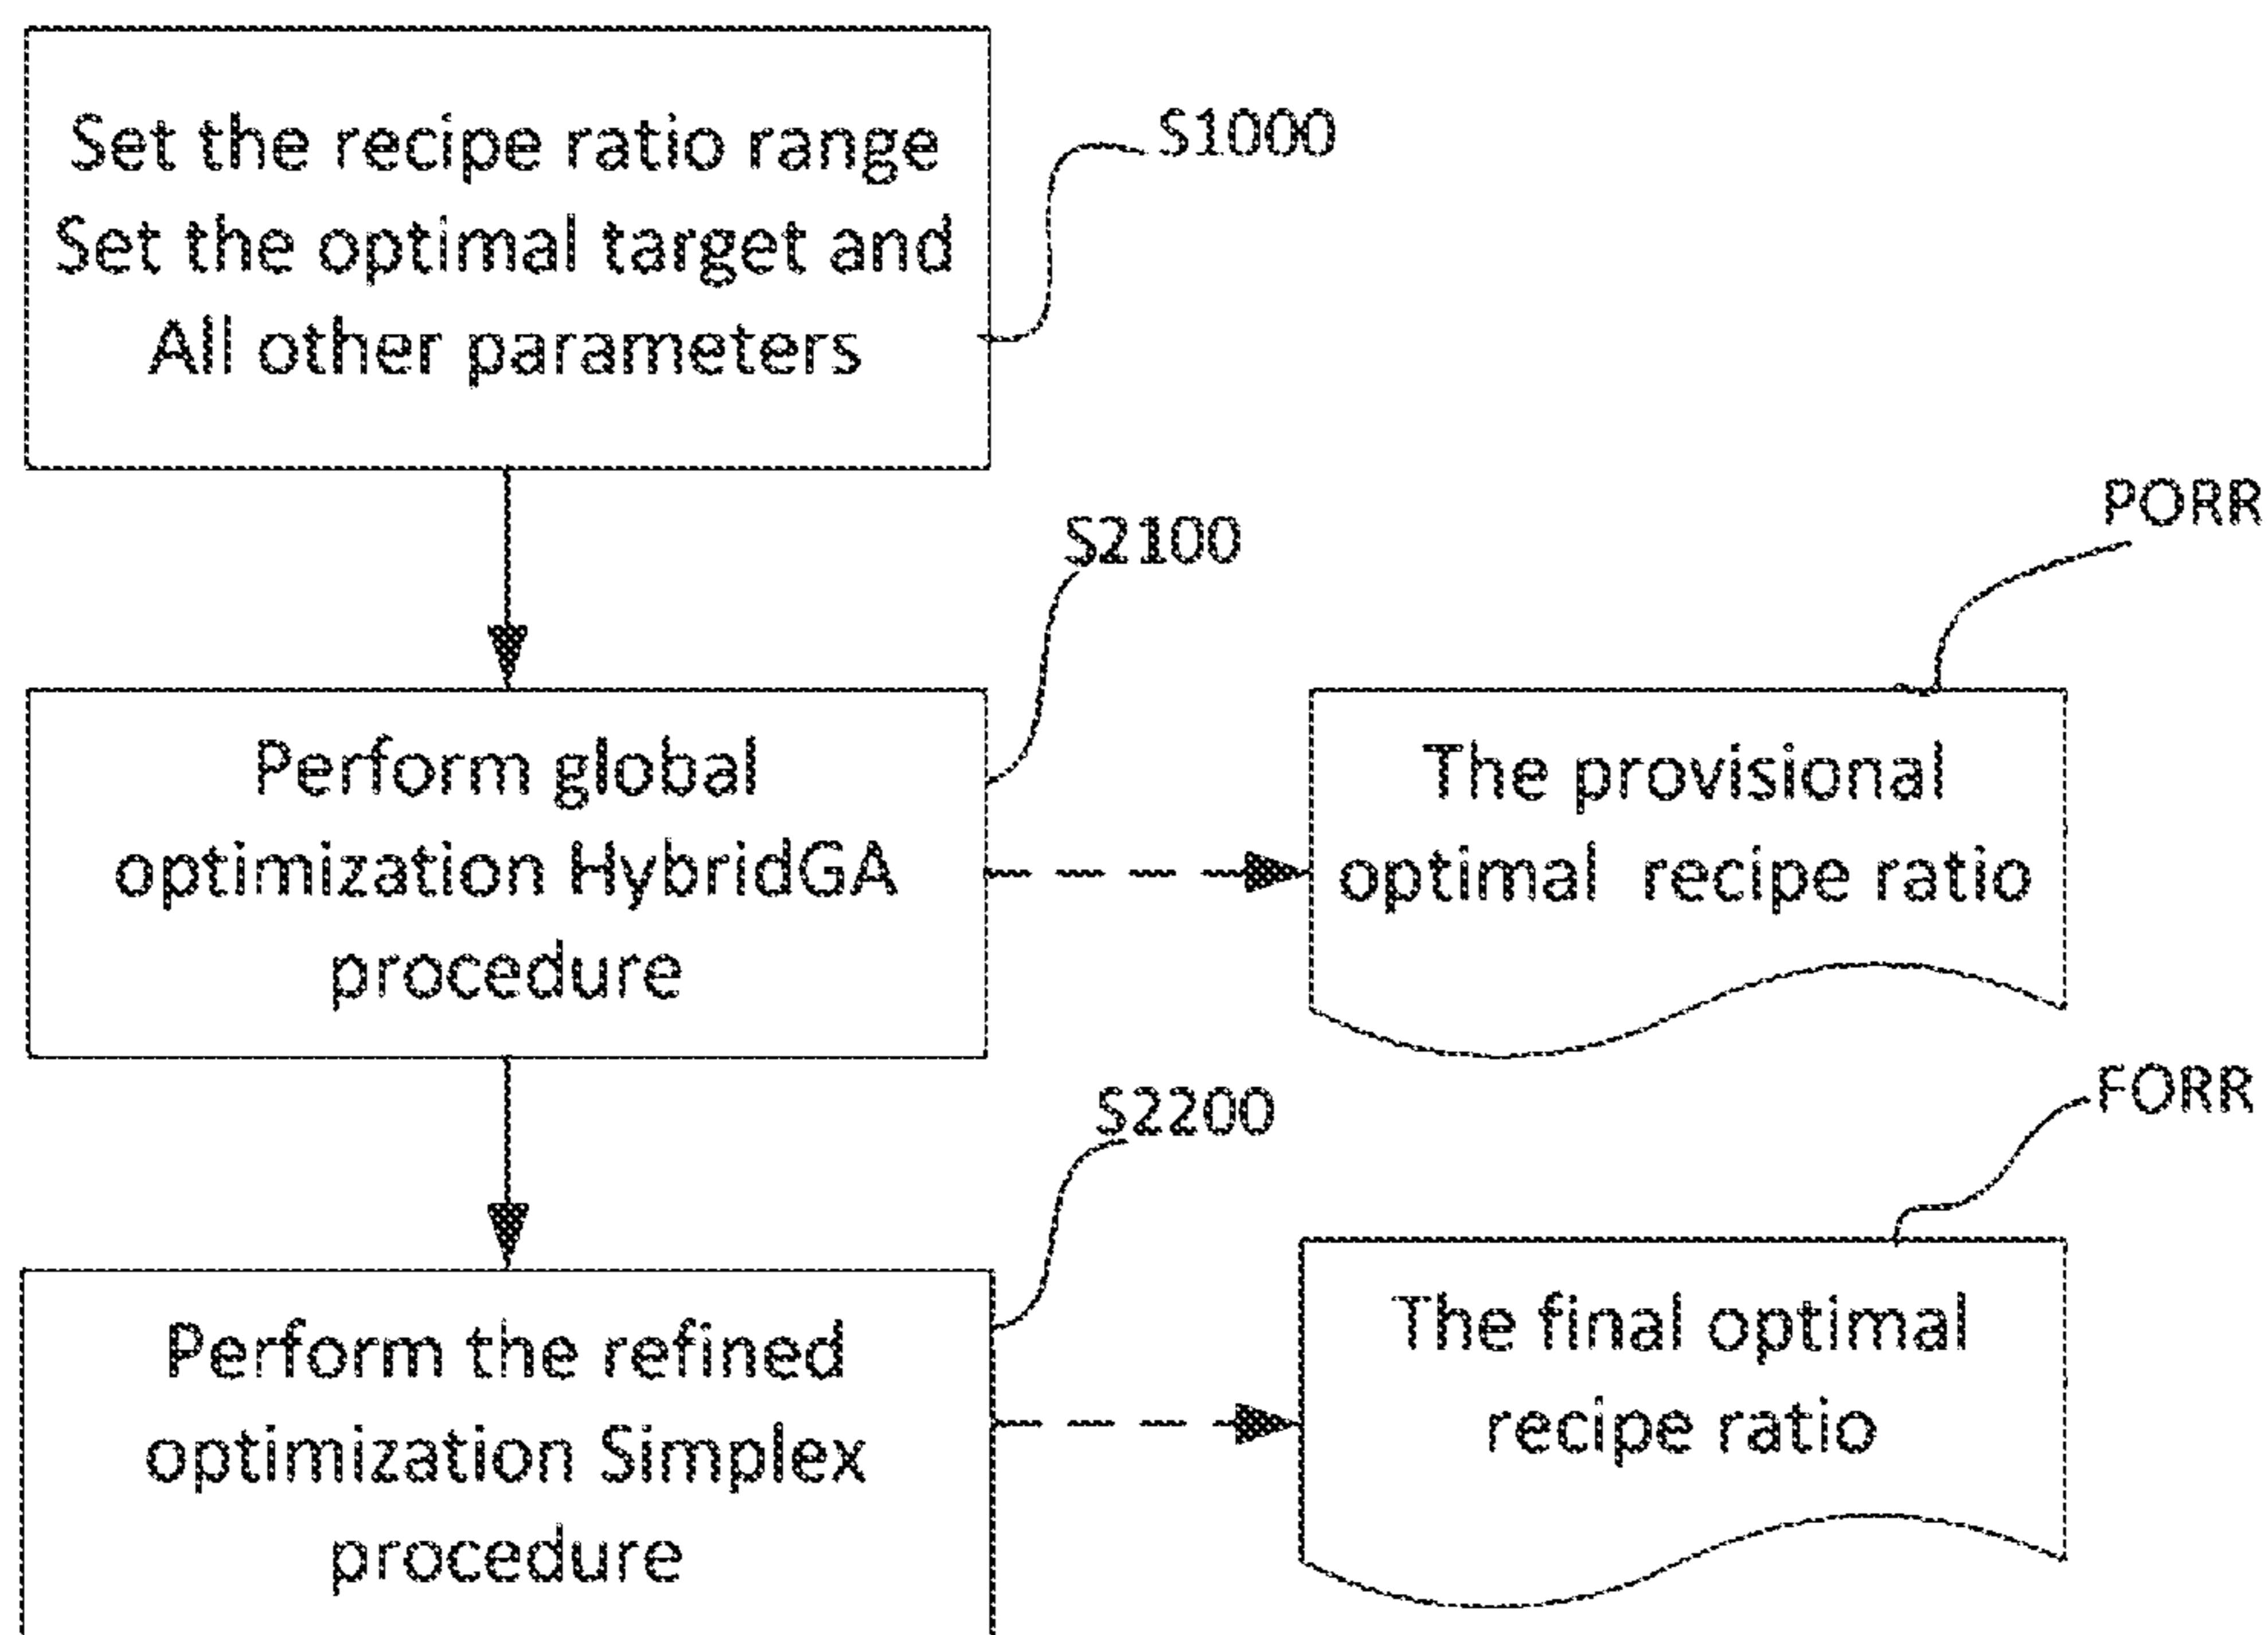 Set the recipe ratio range
Set the optimal target and
All other parameters
S1000
S2100
PORR
Perform global
optimization HybridGA
procedure
The provisional
optimal recipe ratio
S2200
FORR
Perform the refined
optimization Simplex
procedure
The final optimal
recipe ratio